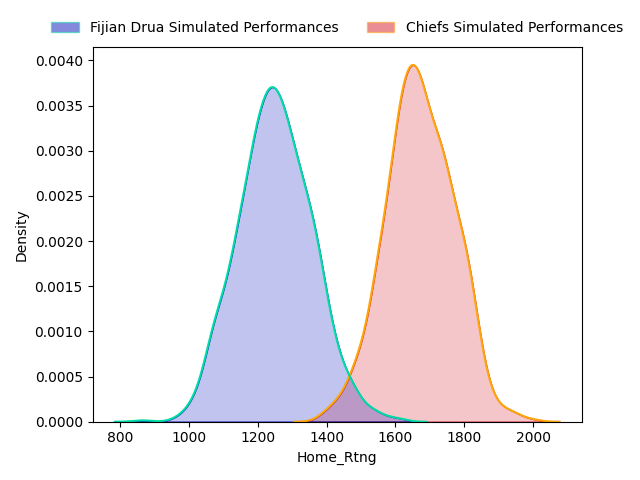 Fijian Drua Simulated Performances
Chiefs Simulated Performances
0.0040
0.0035
0.0030
0.0025
0.0020
0.0015
0.0010
0.0005
0.0000
Density
800 1000 1200 1400 1600 1800 2000
Home_Rtng